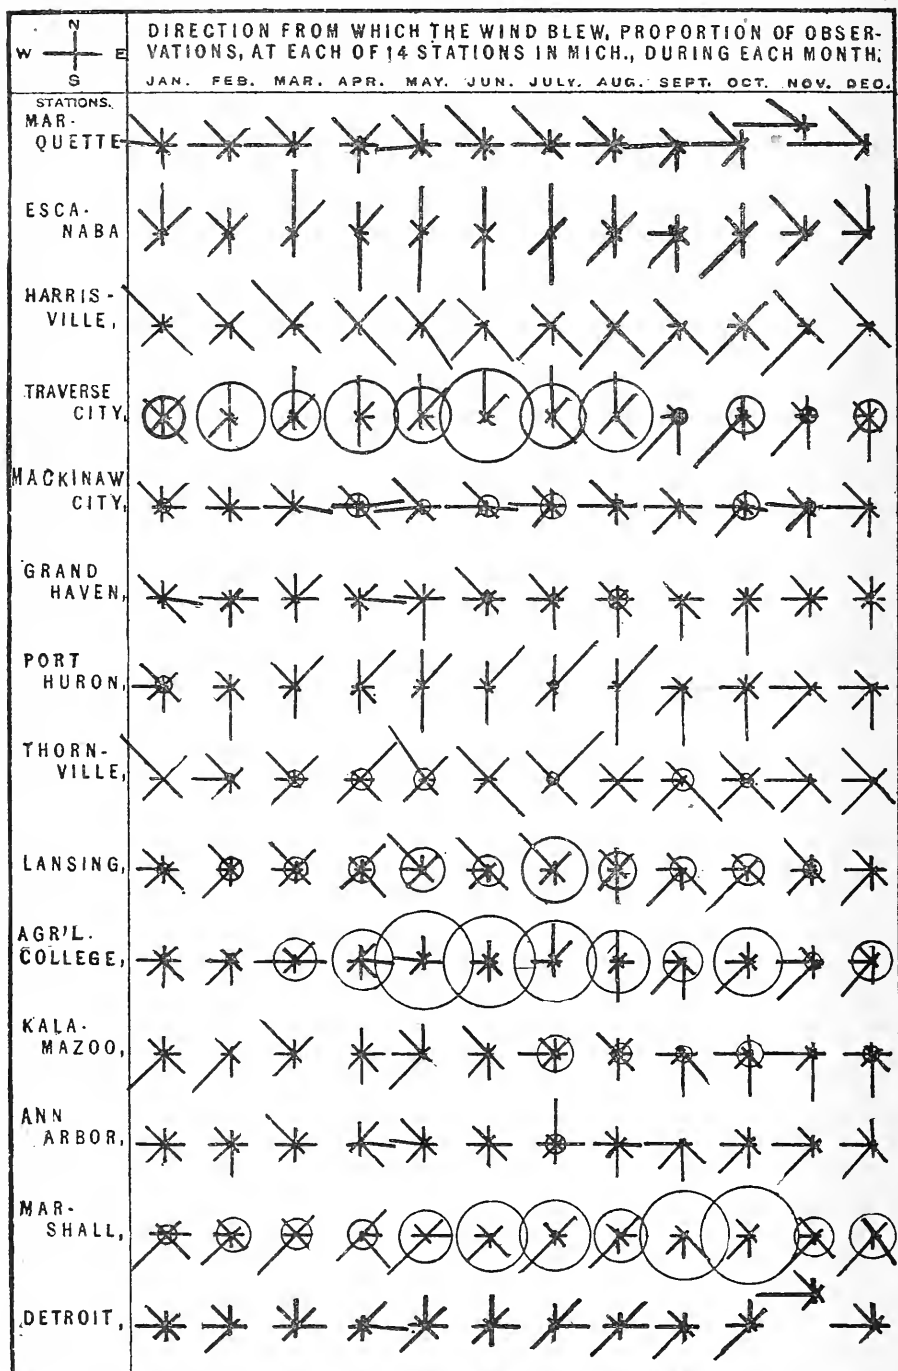 N
W E
S
DIRECTION FROM WHICH THE WIND BLEW, PROPORTION OF OBSER-
VATIONS, AT EACH OF 14 STATIONS IN MICH., DURING EACH MONTH.
JAN. FEB. MAR. APR. MAY. JUN. JULY. AUG. SEPT. OCT. NOV. DEC.
STATIONS.
MAR-
QUETTE
ESCA-
NABA
HARRIS-
VILLE,
TRAVERSE
CITY,
MACKINAW
CITY,
GRAND
HAVEN,
PORT
HURON,
THORN-
VILLE,
LANSING,
AGR'L.
COLLEGE,
KALA-
MAZOO,
ANN
ARBOR,
MAR-
SHALL,
DETROIT,